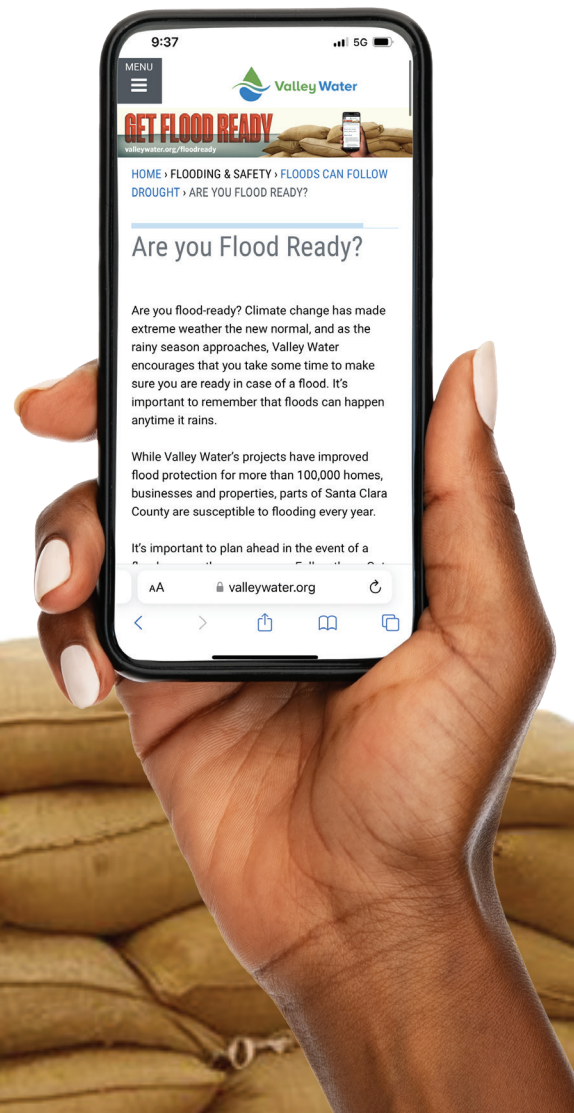 9:37
5G
MENU
Valley Water
GET FLOOD READY
valleywater.org/floodready
HOME › FLOODING & SAFETY › FLOODS CAN FOLLOW
DROUGHT › ARE YOU FLOOD READY?
Are you Flood Ready?
Are you flood-ready? Climate change has made
extreme weather the new normal, and as the
rainy season approaches, Valley Water
encourages that you take some time to make
sure you are ready in case of a flood. It’s
important to remember that floods can happen
anytime it rains.
While Valley Water’s projects have improved
flood protection for more than 100,000 homes,
businesses and properties, parts of Santa Clara
County are susceptible to flooding every year.
It’s important to plan ahead in the event of a
AA
valleywater.org